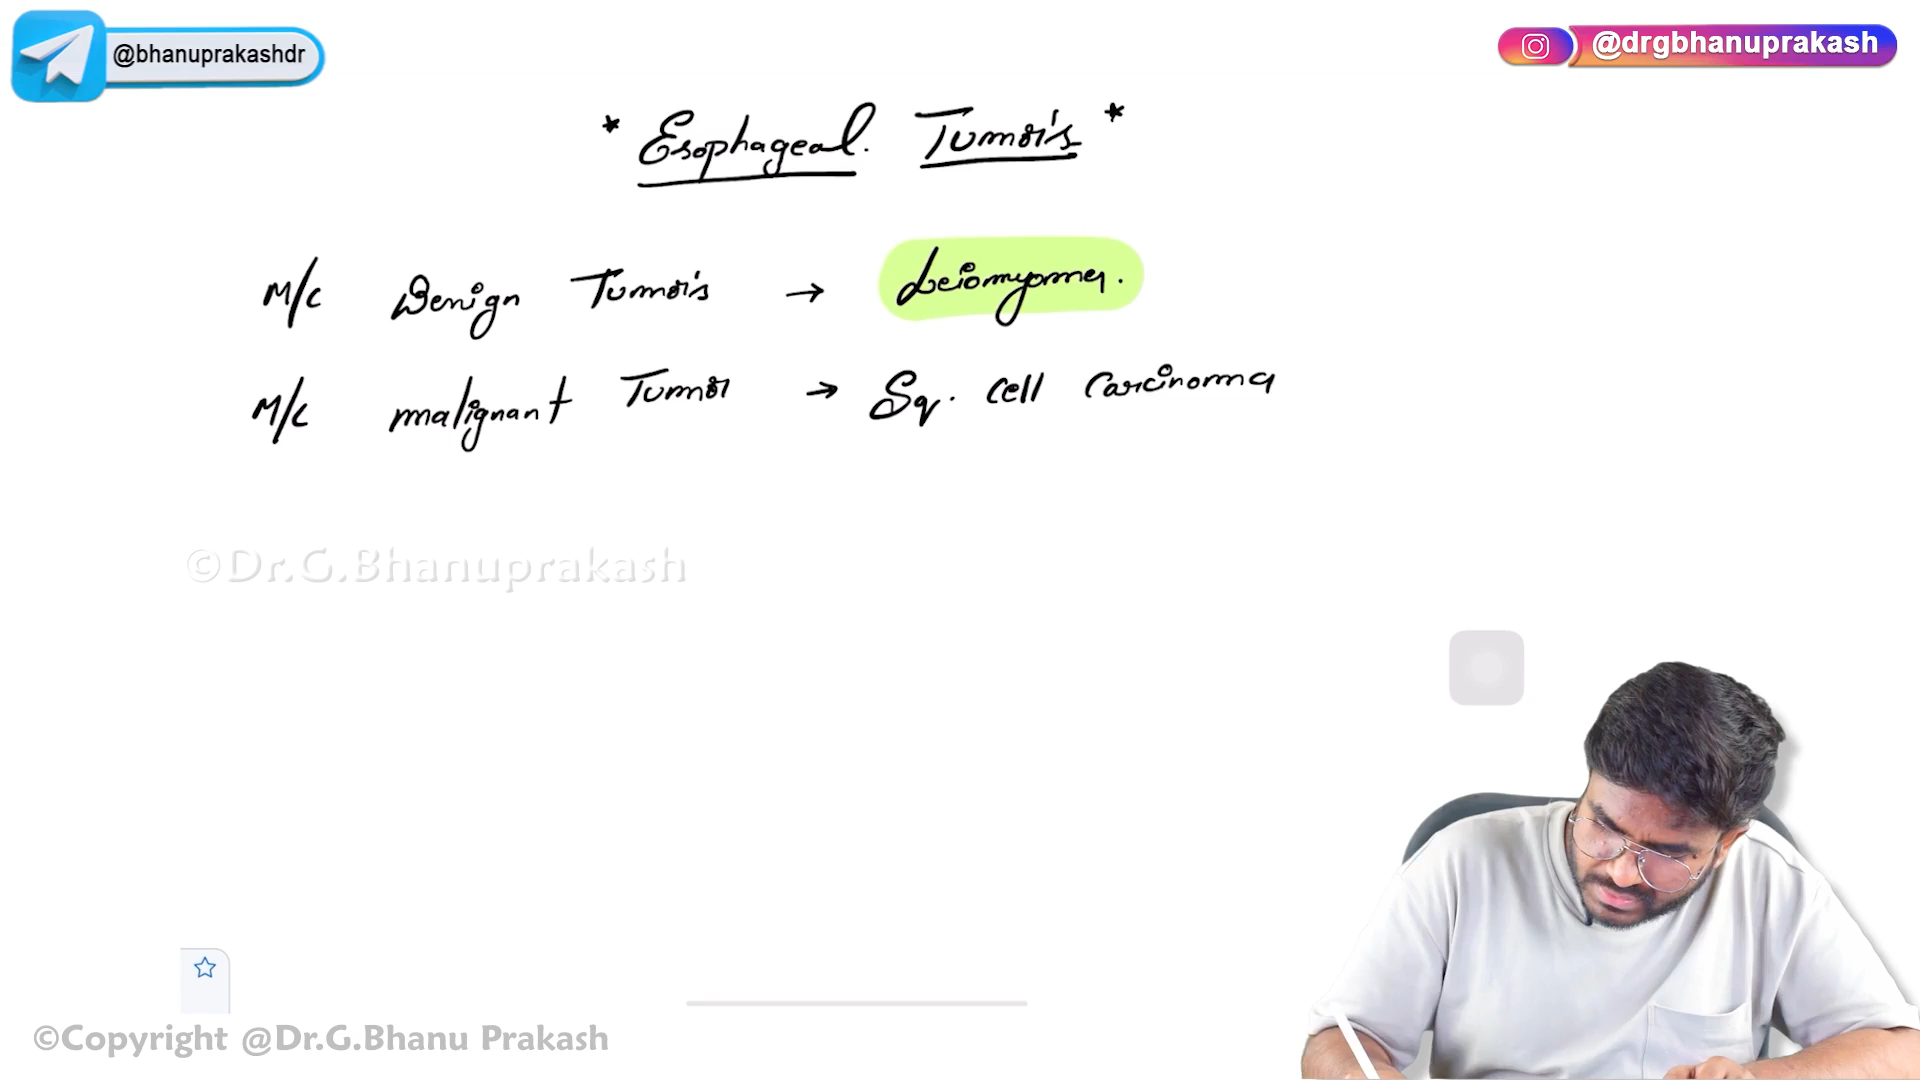 @bhanuprakashdr
@drgbhanuprakash
* Esophageal. Tumors *
M/C Benign Tumors → Leiomyoma.
M/C malignant Tumor → Sq. cell Carcinoma
©Dr.G.Bhanuprakash
©Copyright @Dr.G.Bhanu Prakash